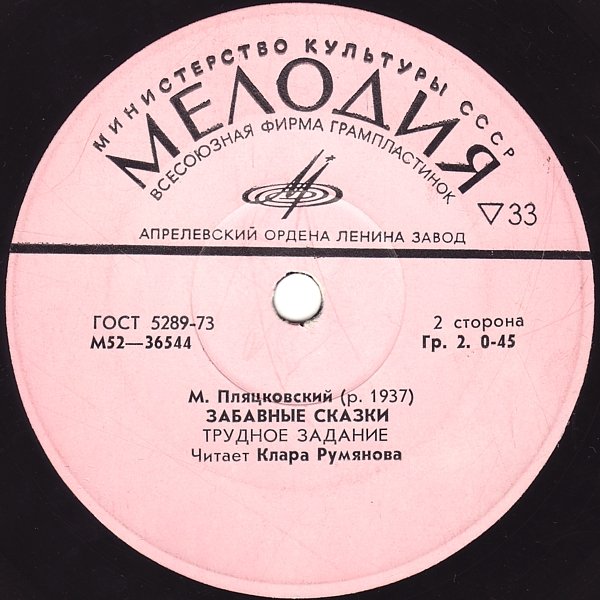 МИНИСТЕРСТВО КУЛЬТУРЫ СССР
МЕЛОДИЯ
ВСЕСОЮЗНАЯ ФИРМА ГРАМПЛАСТИНОК
▽33
АПРЕЛЕВСКИЙ ОРДЕНА ЛЕНИНА ЗАВОД
ГОСТ 5289-73
М52—36544
2 сторона
Гр. 2. 0-45
М. Пляцковский (р. 1937)
ЗАБАВНЫЕ СКАЗКИ
ТРУДНОЕ ЗАДАНИЕ
Читает Клара Румянова